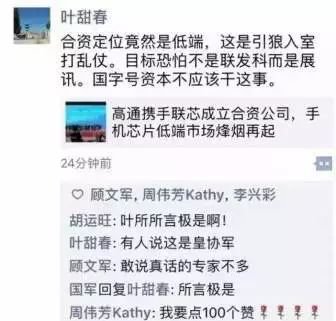 叶甜春
合资定位竟然是低端，这是引狼入室
打乱仗。目标恐怕不是联发科而是展
讯。国字号资本不应该干这事。
高通携手联芯成立合资公司，手
机芯片低端市场烽烟再起
24分钟前
顾文军，周伟芳Kathy，李兴彩
胡运旺：叶所所言极是啊！
叶甜春：有人说这是皇协军
顾文军：敢说真话的专家不多
国军回复叶甜春：所言是
周伟芳Kathy：我要点100个赞